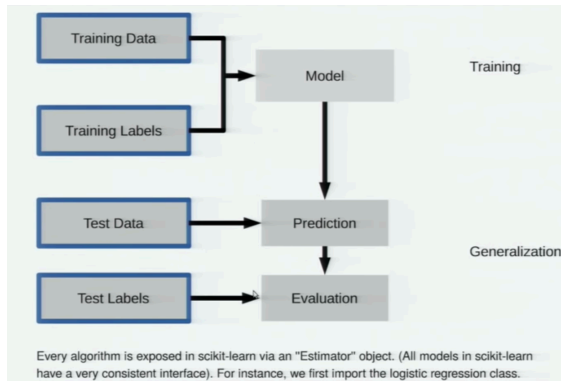 Training Data
Model
Training
Training Labels
Test Data
Prediction
Generalization
Test Labels
Evaluation
Every algorithm is exposed in scikit-learn via an "Estimator" object. (All models in scikit-learn
have a very consistent interface). For instance, we first import the logistic regression class.